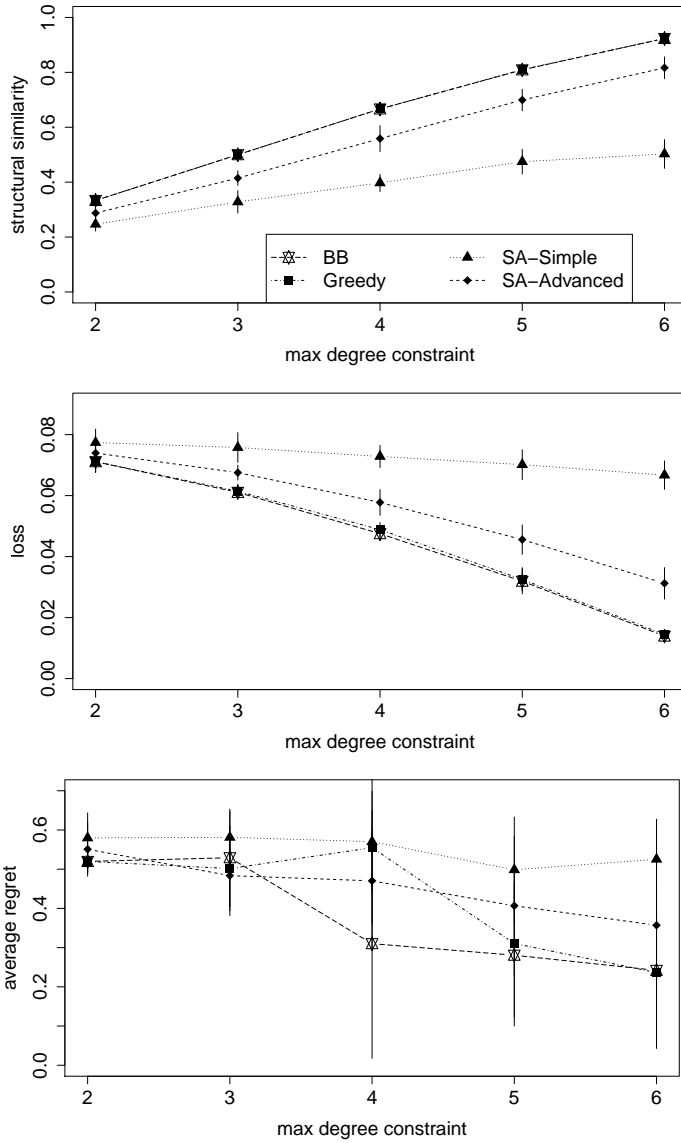 structural similarity
0.0 0.2 0.4 0.6 0.8 1.0
BB SA−Simple
Greedy SA−Advanced
2 3 4 5 6
max degree constraint
loss
0.00 0.02 0.04 0.06 0.08
2 3 4 5 6
max degree constraint
average regret
0.0 0.2 0.4 0.6
2 3 4 5 6
max degree constraint